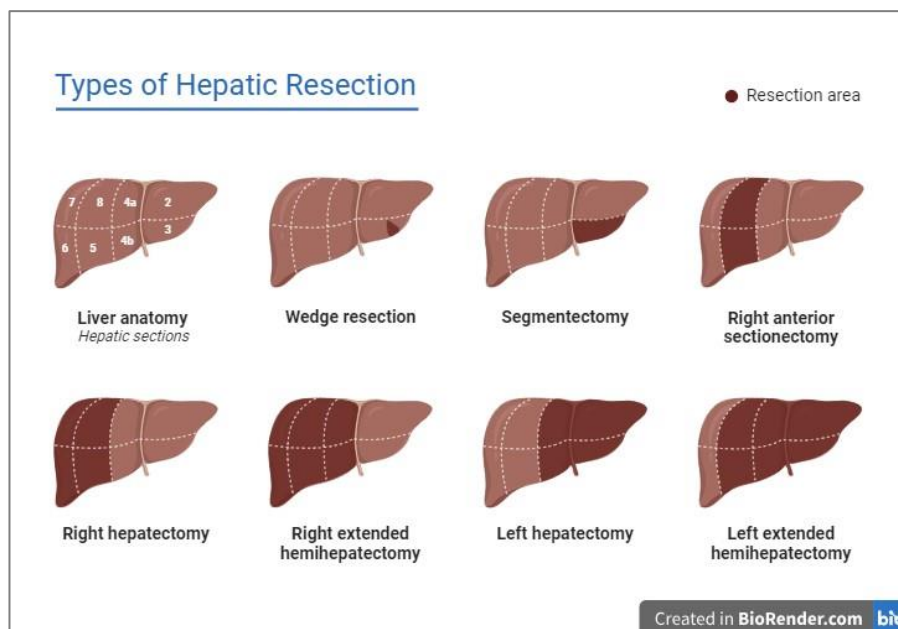 Types of Hepatic Resection
Resection area
7 8 4a 2
3
6 5 4b
Liver anatomy
Hepatic sections
Wedge resection
Segmentectomy
Right anterior
sectionectomy
Right hepatectomy
Right extended
hemihepatectomy
Left hepatectomy
Left extended
hemihepatectomy
Created in BioRender.com